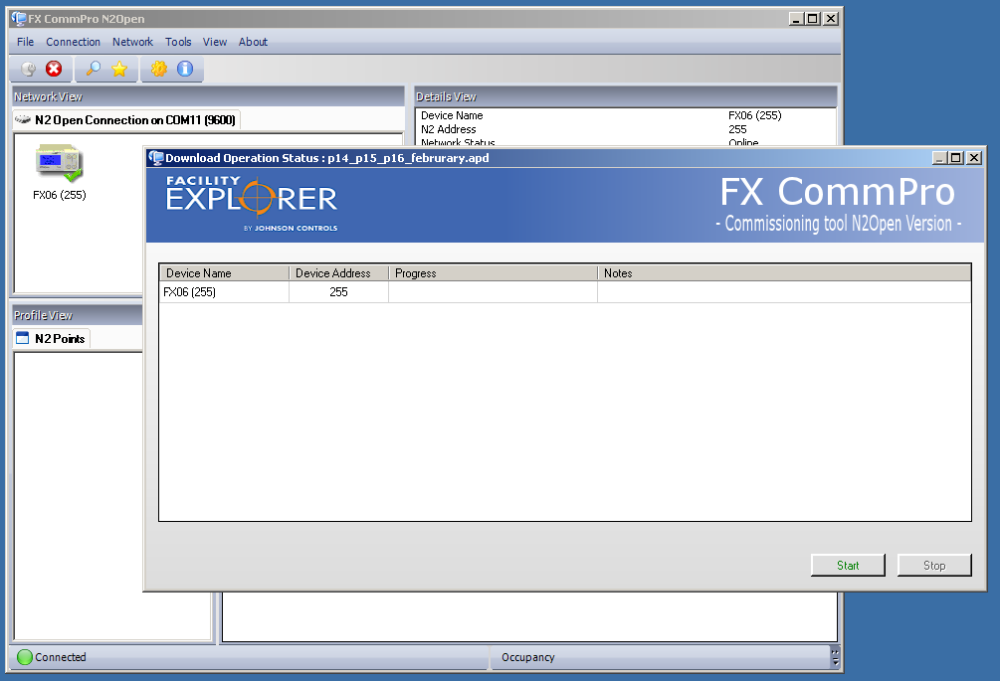 FX CommPro N2Open
File Connection Network Tools View About
Network View
N2 Open Connection on COM11 (9600)
FX06 (255)
Details View
Device Name FX06 (255)
N2 Address 255
Network Status Online
Download Operation Status : p14_p15_p16_februrary.apd
FACILITY
EXPLORER
BY JOHNSON CONTROLS
FX CommPro
- Commissioning tool N2Open Version -
Device Name Device Address Progress Notes
FX06 (255) 255
Start Stop
Profile View
N2 Points
Connected Occupancy